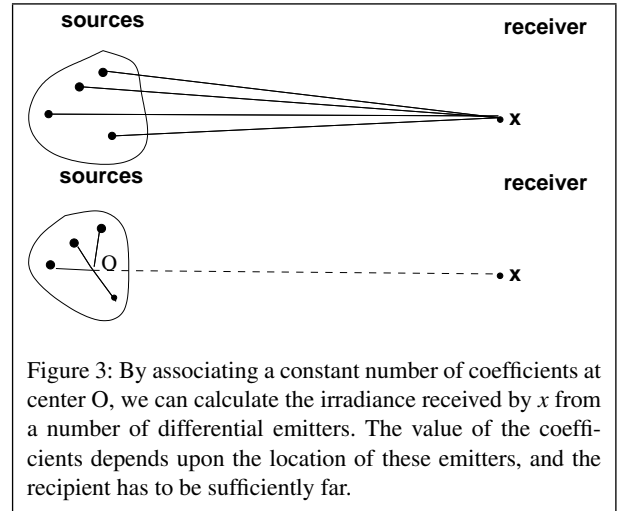 sources
receiver
x
sources
receiver
O
x
Figure 3: By associating a constant number of coefficients at
center O, we can calculate the irradiance received by x from
a number of differential emitters. The value of the coeffi-
cients depends upon the location of these emitters, and the
recipient has to be sufficiently far.